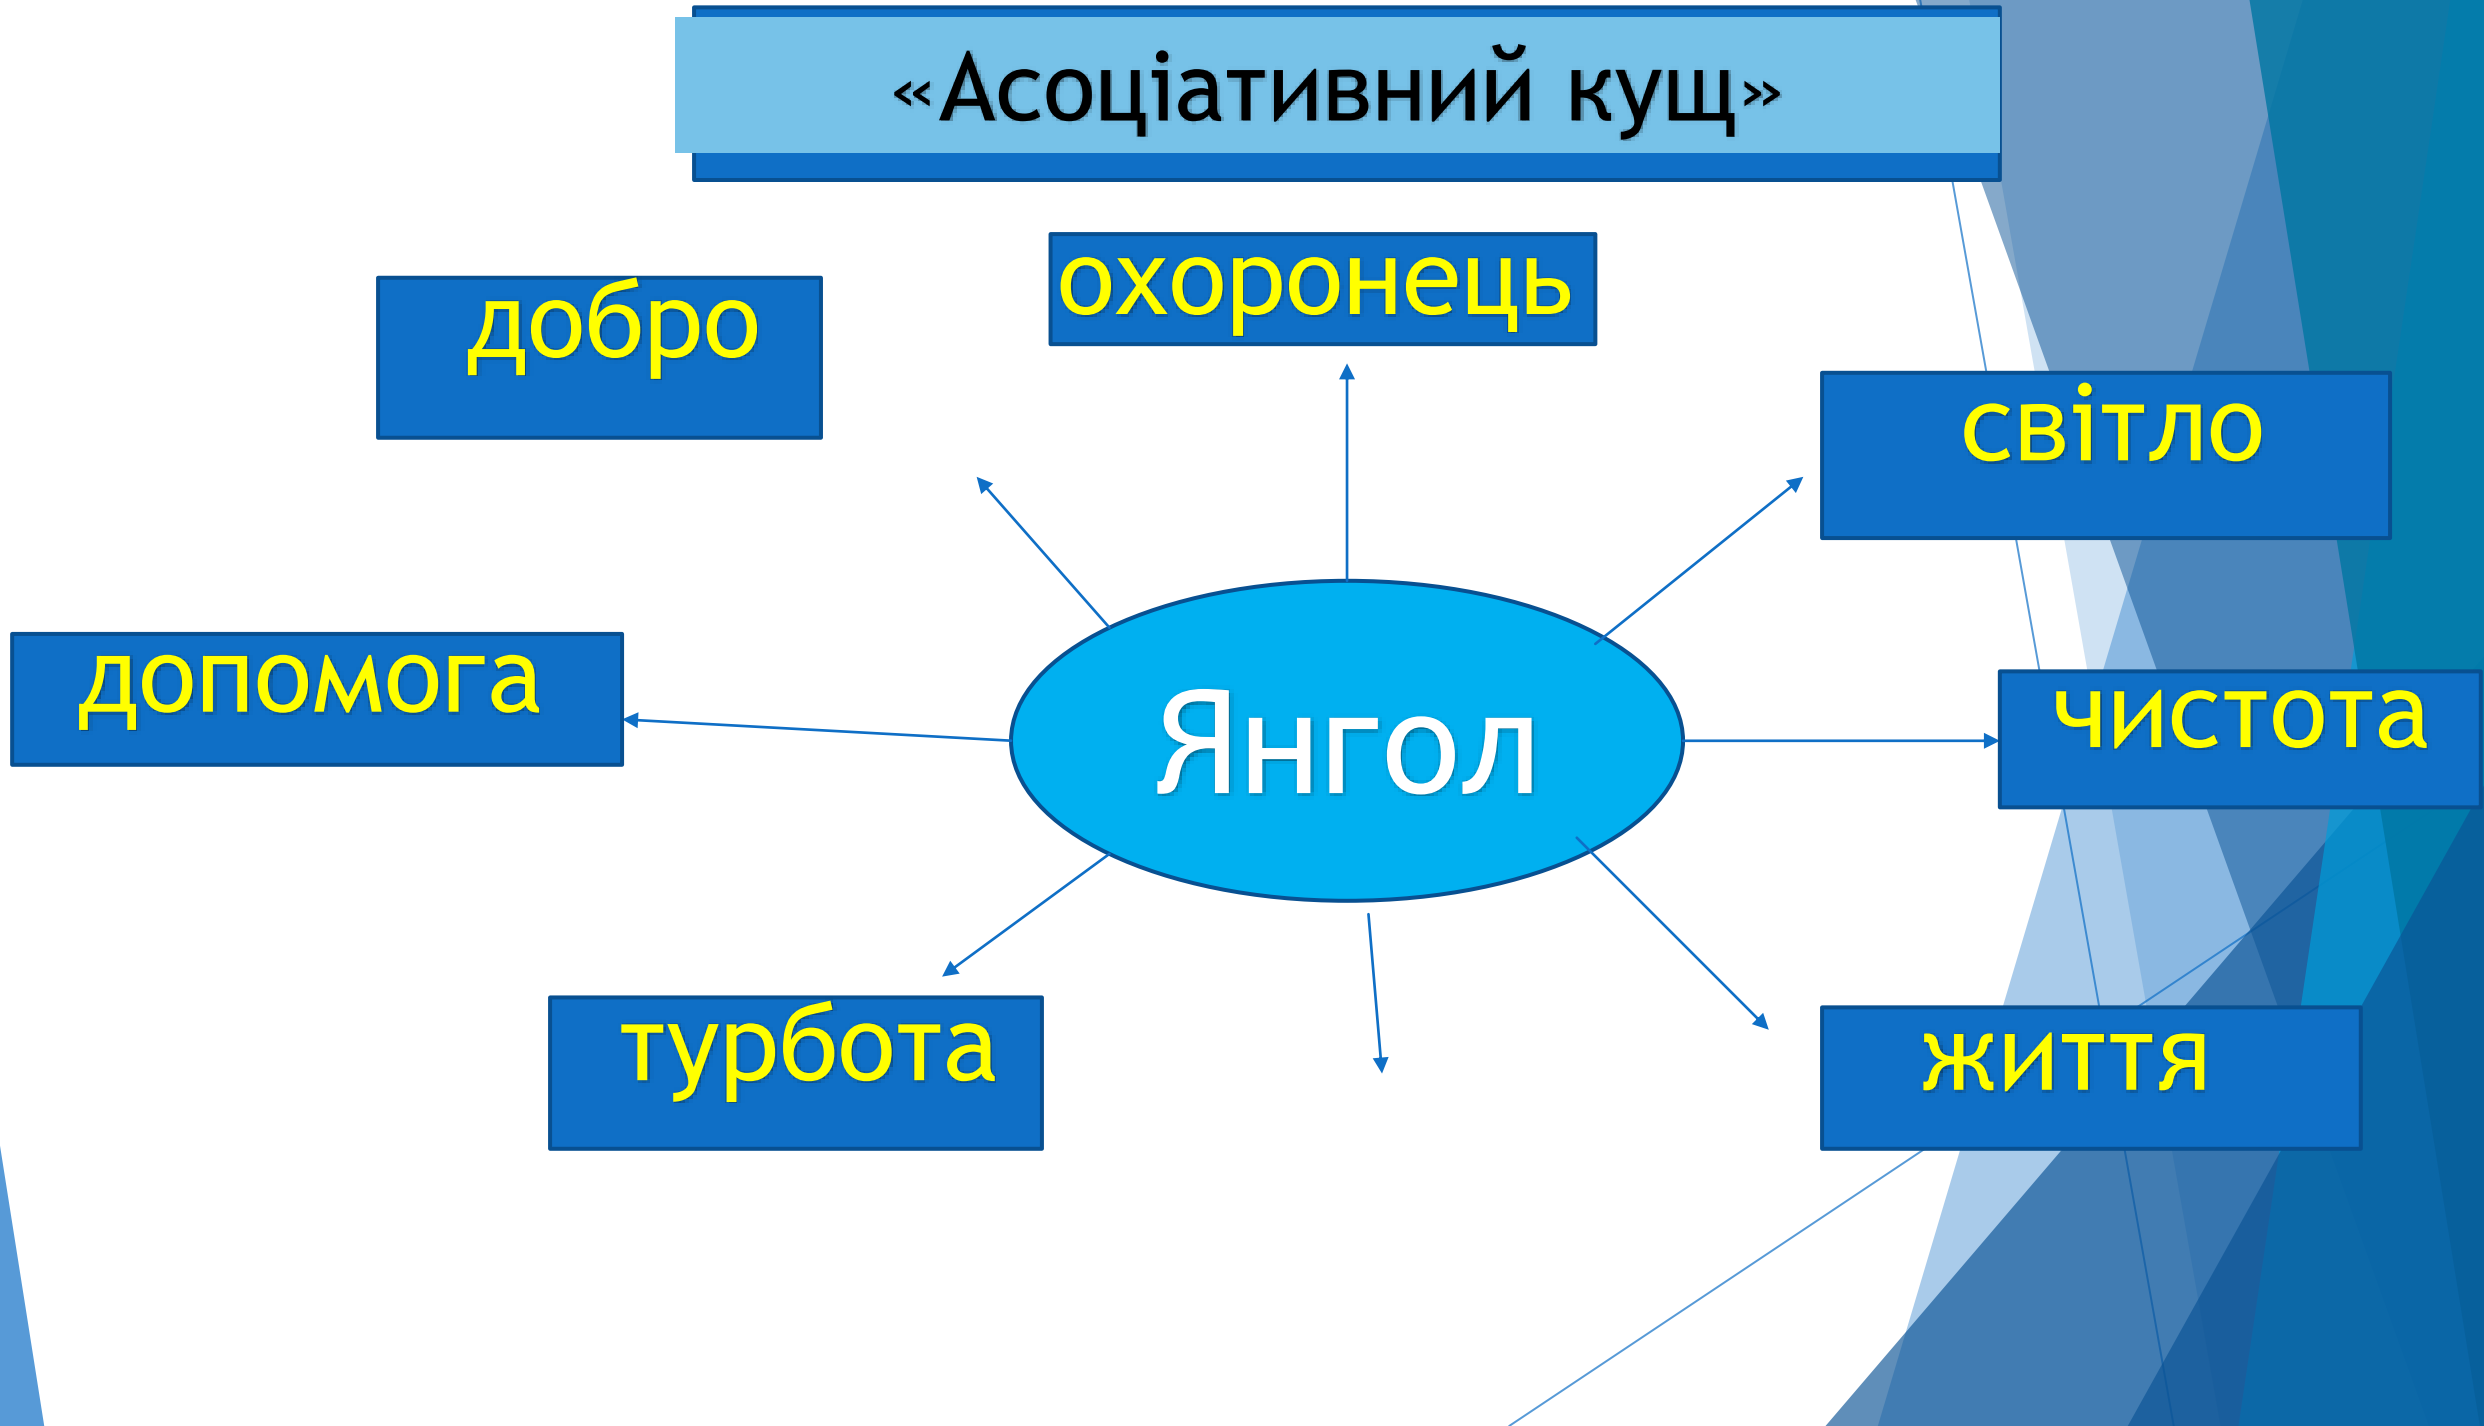 «Асоціативний кущ»
охоронець
добро
світло
допомога
чистота
Янгол
турбота
життя